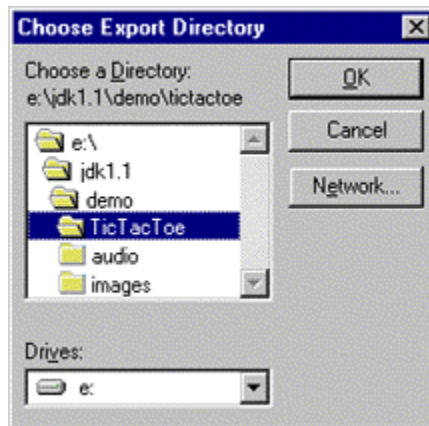 Choose Export Directory
Choose a Directory:
e:\jdk1.1\demo\tictactoe
OK
Cancel
Network...
e:\
jdk1.1
demo
TicTacToe
audio
images
Drives:
e: